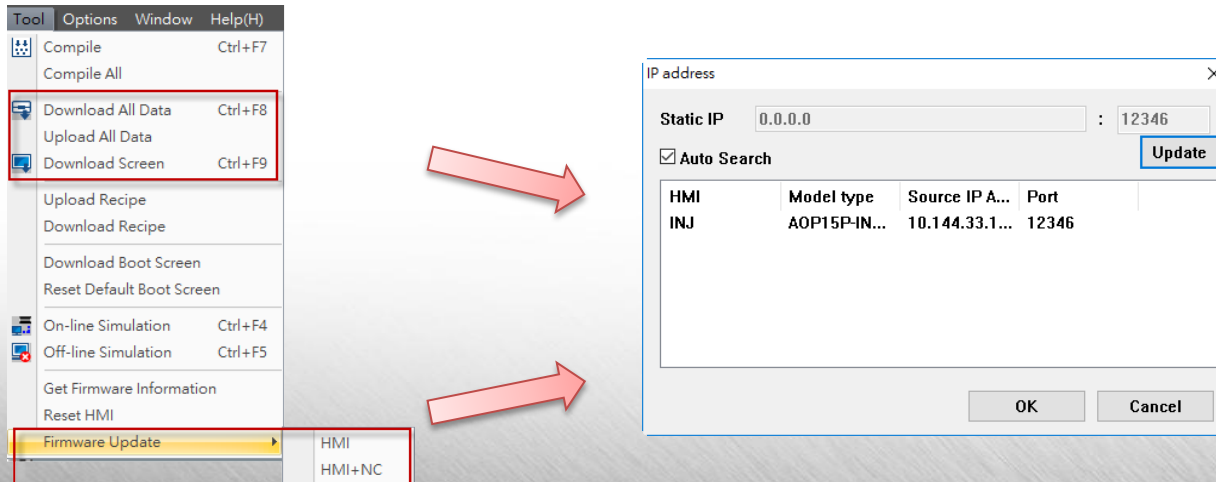 Tool Options Window Help(H)
Compile Ctrl+F7
Compile All
Download All Data Ctrl+F8
Upload All Data
Download Screen Ctrl+F9
Upload Recipe
Download Recipe
Download Boot Screen
Reset Default Boot Screen
On-line Simulation Ctrl+F4
Off-line Simulation Ctrl+F5
Get Firmware Information
Reset HMI
Firmware Update
HMI
HMI+NC
IP address
Static IP 0.0.0.0 : 12346
Auto Search Update
HMI Model type Source IP A... Port
INJ AOP15P-IN... 10.144.33.1... 12346
OK Cancel